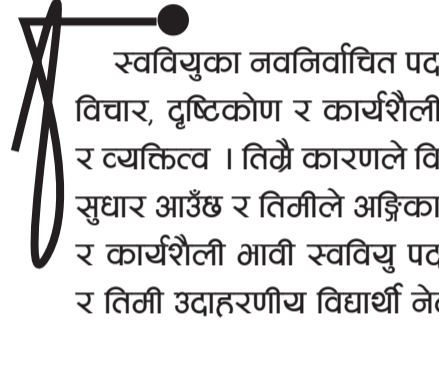 स्ववियुका नवनिर्वाचित पद
विचार, दृष्टिकोण र कार्यशैली
र व्यक्तित्व । तिम्रै कारणले वि
सुधार आउँछ र तिमीले अङ्गिका
र कार्यशैली भावी स्ववियु पद
र तिमी उदाहरणीय विद्यार्थी ने